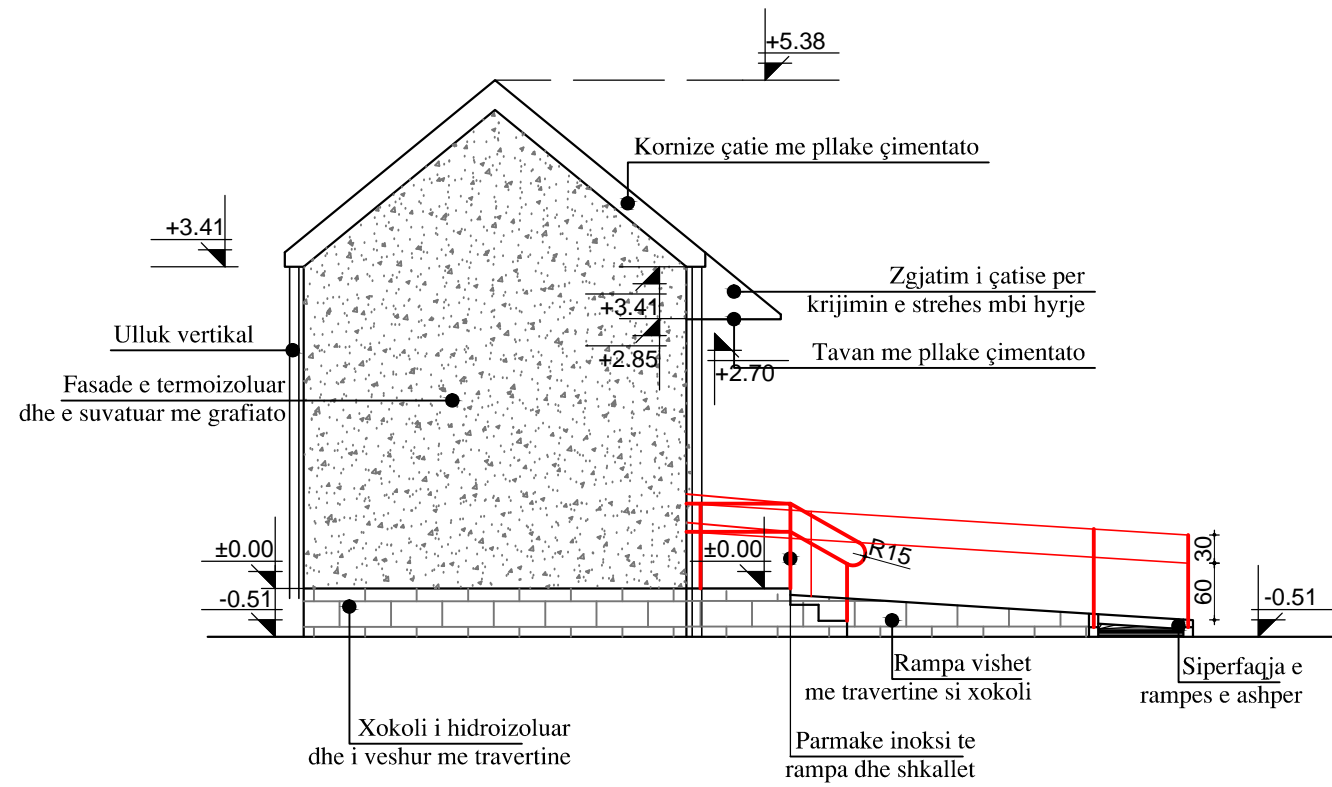 +5.38
Kornize çatie me pllake çimentato
+3.41
Zgjatim i çatise per
krijimin e strehes mbi hyrje
+3.41
Ulluk vertikal
+2.85
Tavan me pllake çimentato
+2.70
Fasade e termoizoluar
dhe e suvatuar me grafiato
±0.00
±0.00
R15
30
60
-0.51
-0.51
Rampa vishet
me travertine si xokoli
Siperfaqja e
rampes e ashper
Xokoli i hidroizoluar
dhe i veshur me travertine
Parmake inoksi te
rampa dhe shkallet